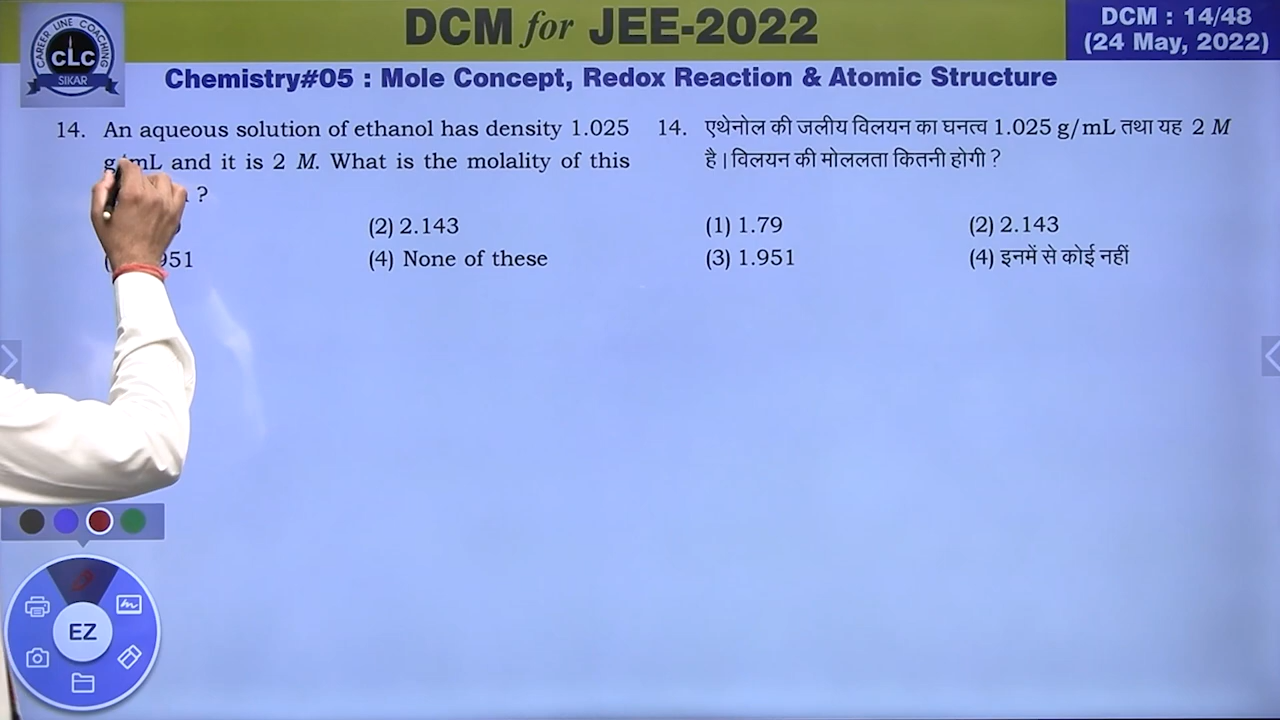 DCM for JEE-2022
DCM : 14/48
(24 May, 2022)
CAREER LINE COACHING
CLC
SIKAR
Chemistry#05 : Mole Concept, Redox Reaction & Atomic Structure
14. An aqueous solution of ethanol has density 1.025
g/mL and it is 2 M. What is the molality of this
?
(2) 2.143
951
(4) None of these
14. एथेनोल की जलीय विलयन का घनत्व 1.025 g/mL तथा यह 2 M
है। विलयन की मोललता कितनी होगी ?
(1) 1.79
(2) 2.143
(3) 1.951
(4) इनमें से कोई नहीं
EZ